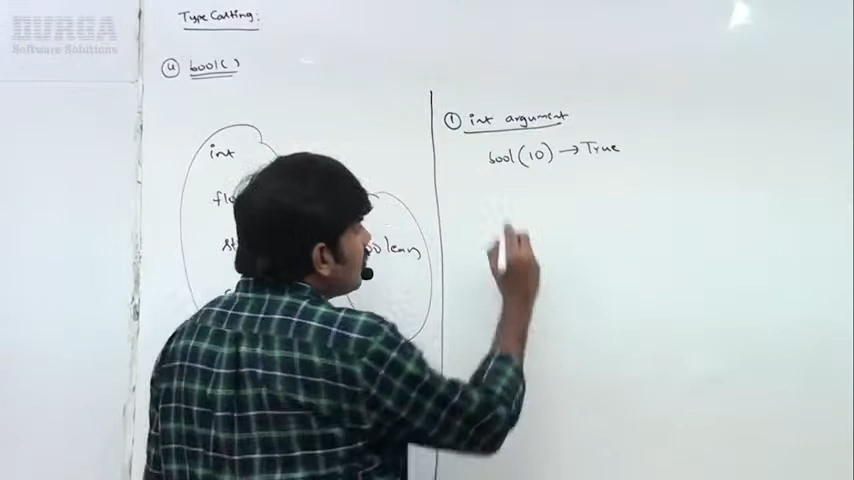 DURGA
Software Solutions
Type Casting:
④ bool( )
int
① int argument
bool(10) → True